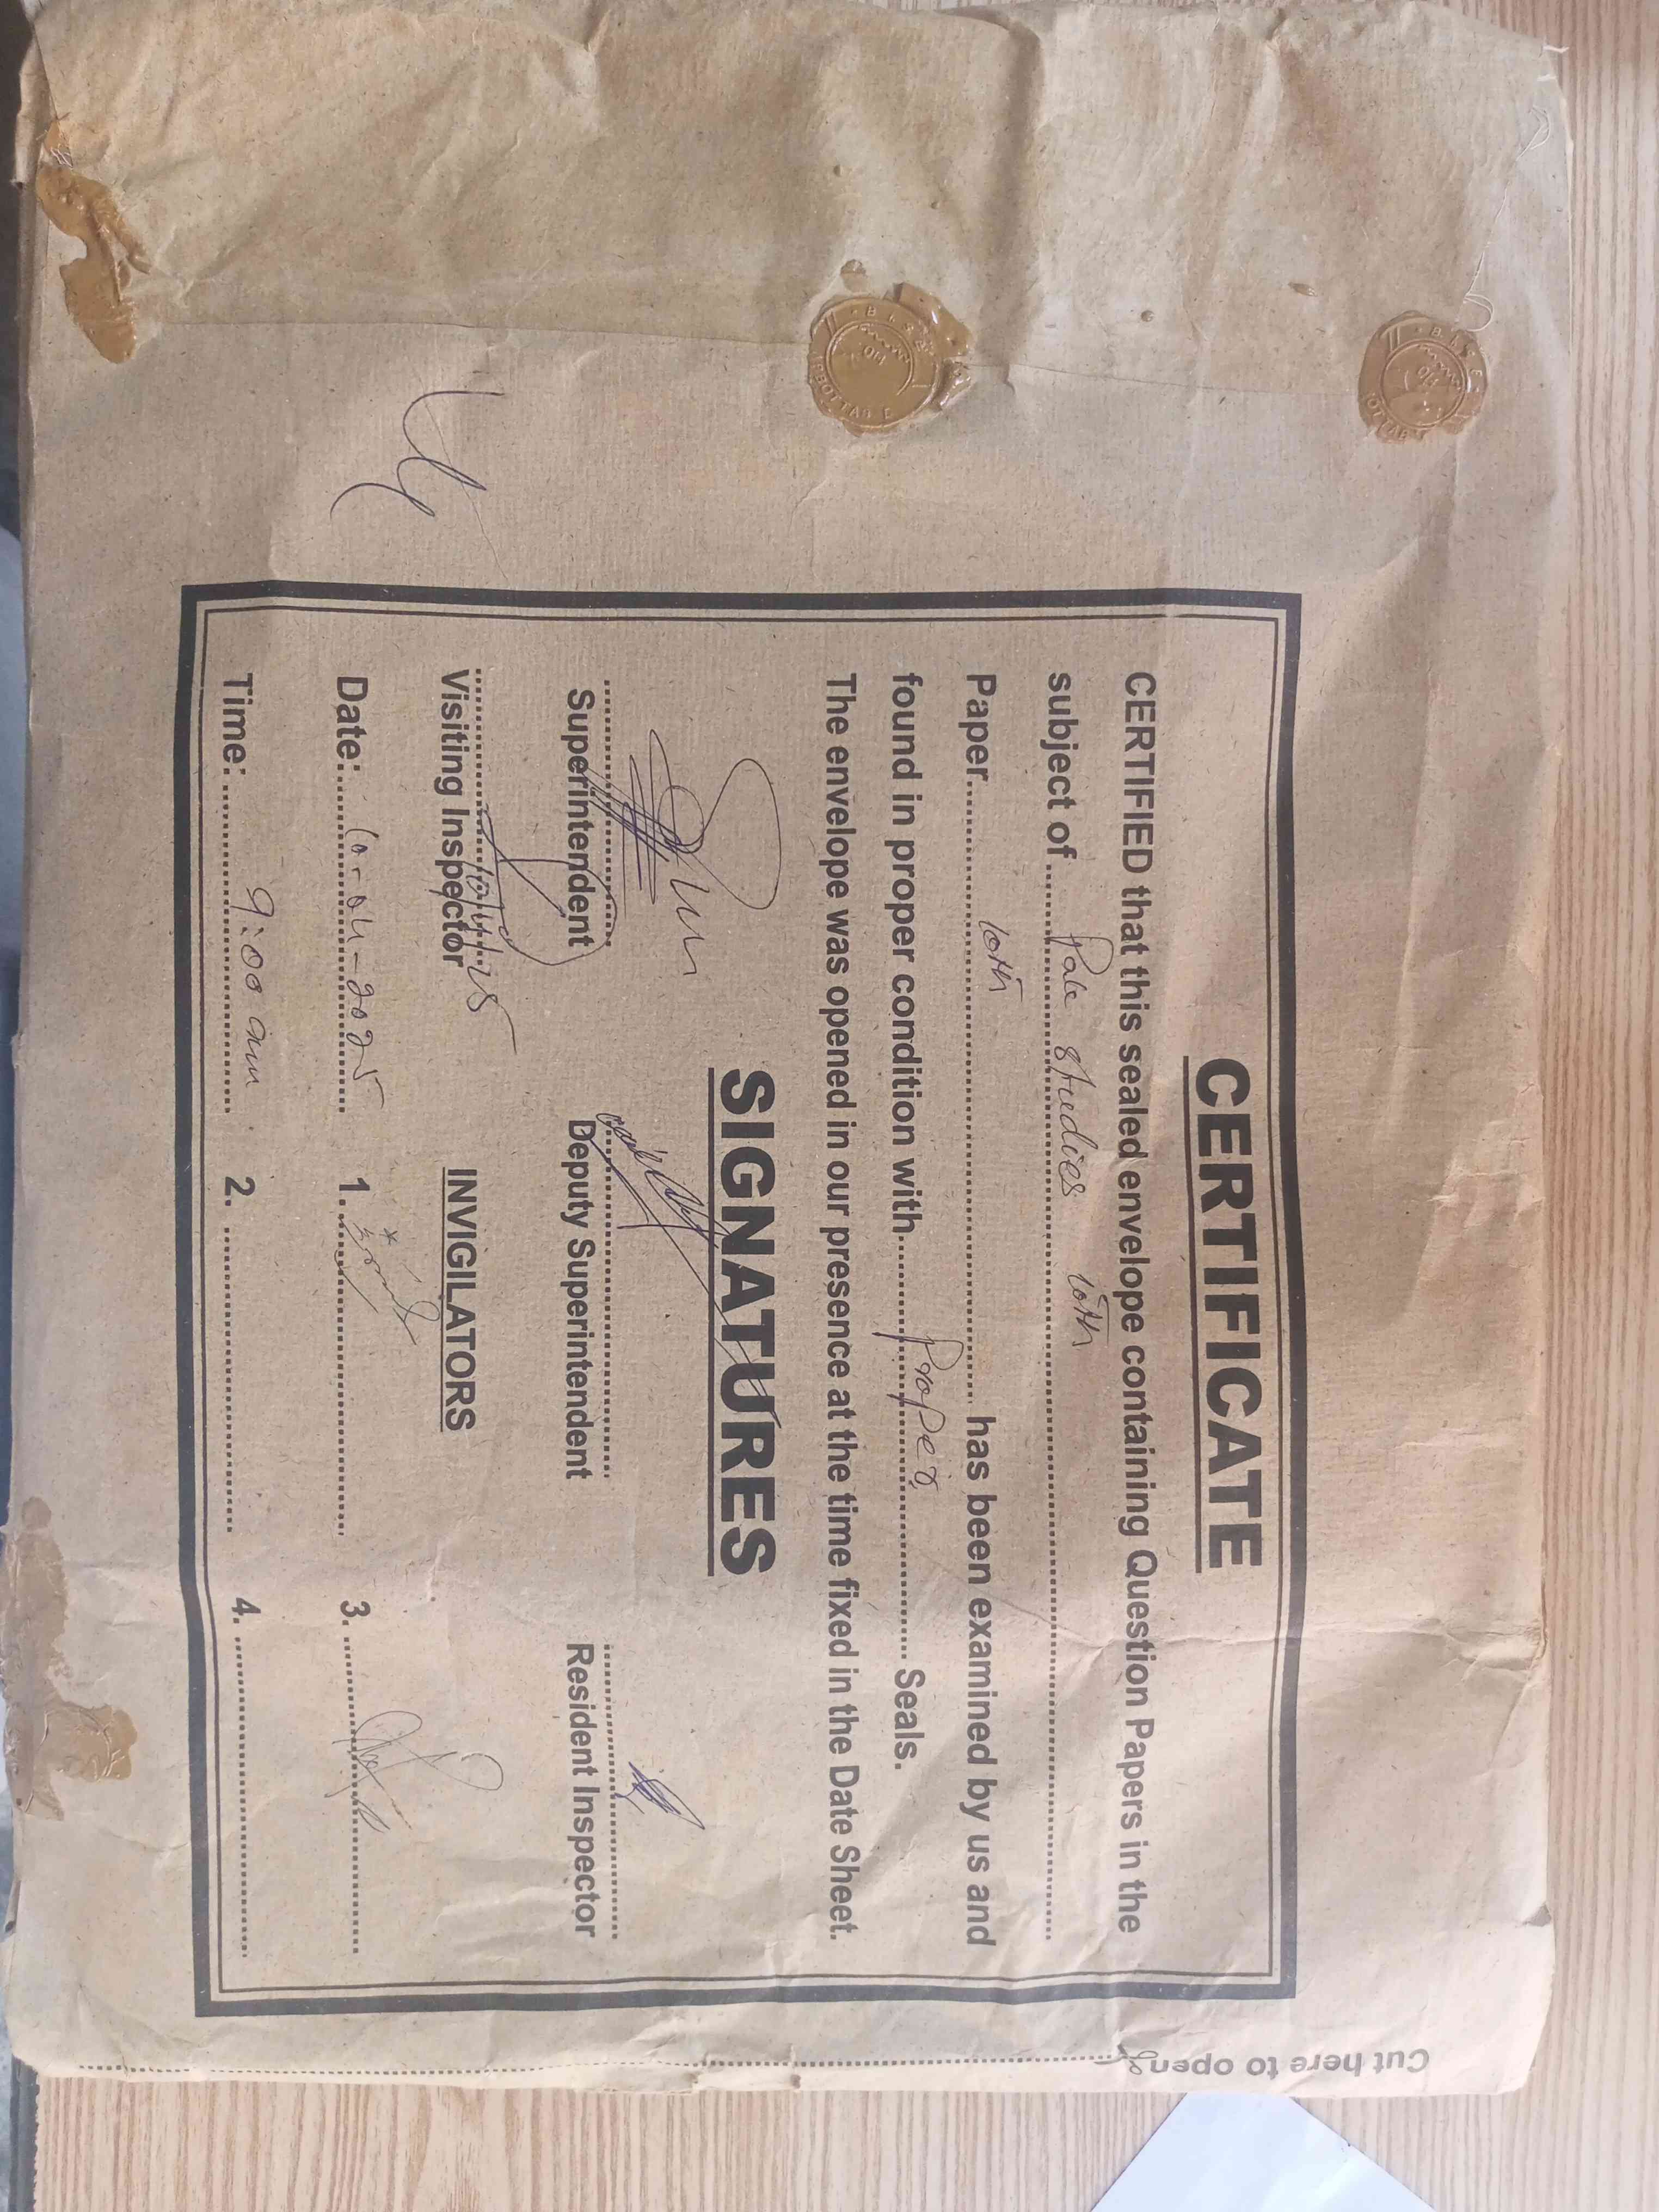 CERTIFICATE
CERTIFIED that this sealed envelope containing Question Papers in the
subject of Pak studies 10th
Paper 10th has been examined by us and
found in proper condition with Proper Seals.
The envelope was opened in our presence at the time fixed in the Date Sheet.
SIGNATURES
Superintendent Deputy Superintendent Resident Inspector
Visiting Inspector INVIGILATORS
Date: 10-04-2025 1. 3.
Time: 9:00 am 2. 4.
Cut here to open